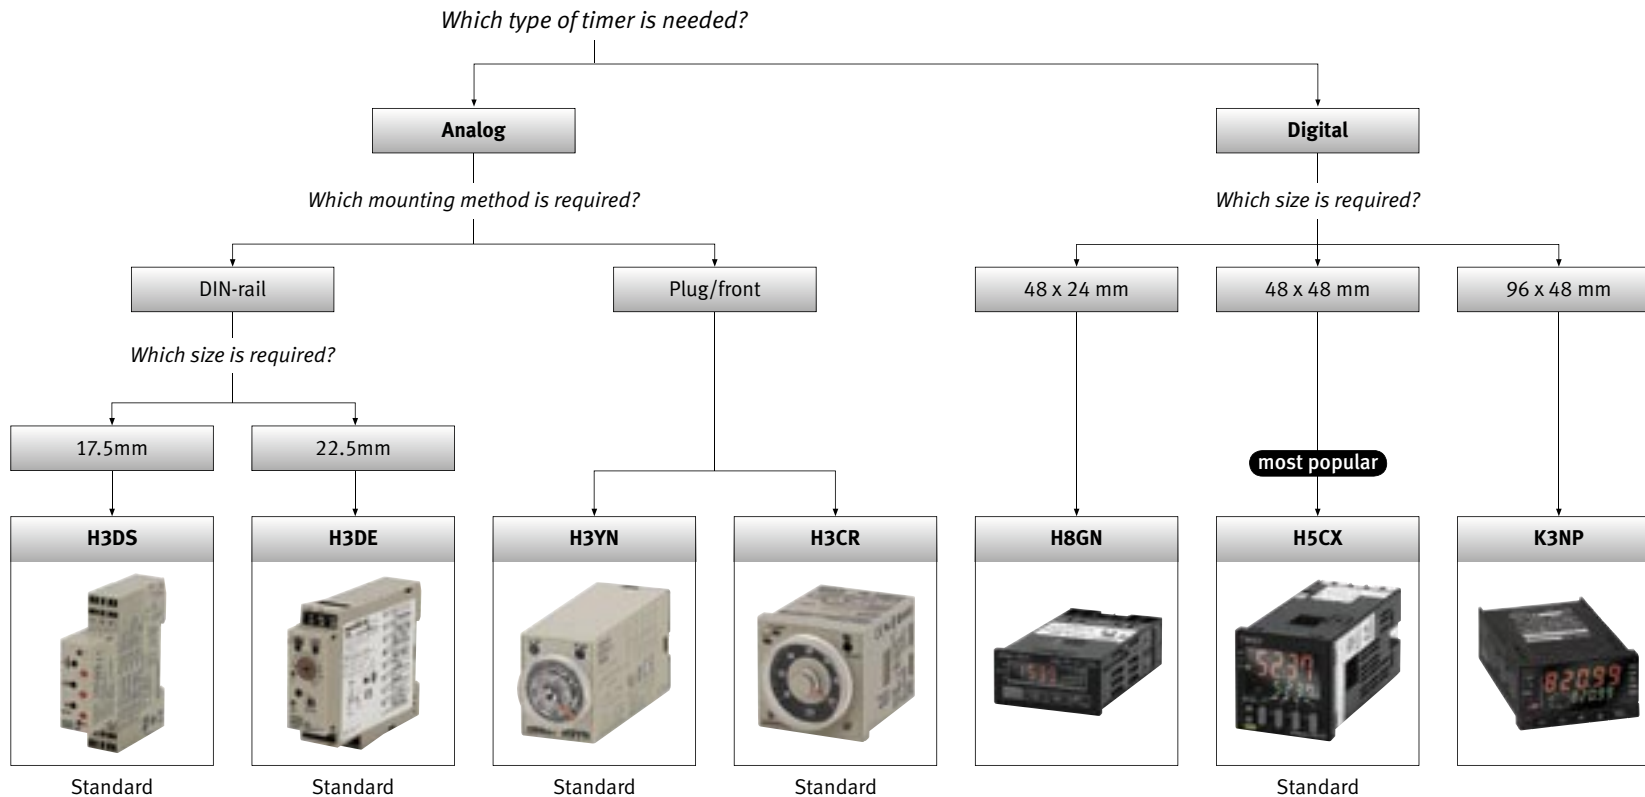 Which type of timer is needed?
Analog
Digital
Which mounting method is required?
Which size is required?
DIN-rail
Plug/front
48 x 24 mm
48 x 48 mm
96 x 48 mm
Which size is required?
17.5mm
22.5mm
most popular
H3DS
H3DE
H3YN
H3CR
H8GN
H5CX
K3NP
5237
82099
Standard
Standard
Standard
Standard
Standard